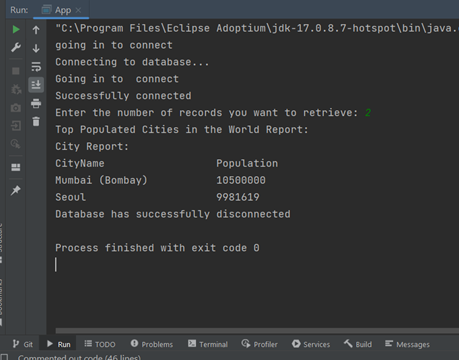 Run: App
"C:\Program Files\Eclipse Adoptium\jdk-17.0.8.7-hotspot\bin\java.
going in to connect
Connecting to database...
Going in to  connect
Successfully connected
Enter the number of records you want to retrieve: 2
Top Populated Cities in the World Report:
City Report:
CityName Population
Mumbai (Bombay) 10500000
Seoul 9981619
Database has successfully disconnected
Process finished with exit code 0
Git Run TODO Problems Terminal Profiler Services Build Messages
Commented out code (46 lines)